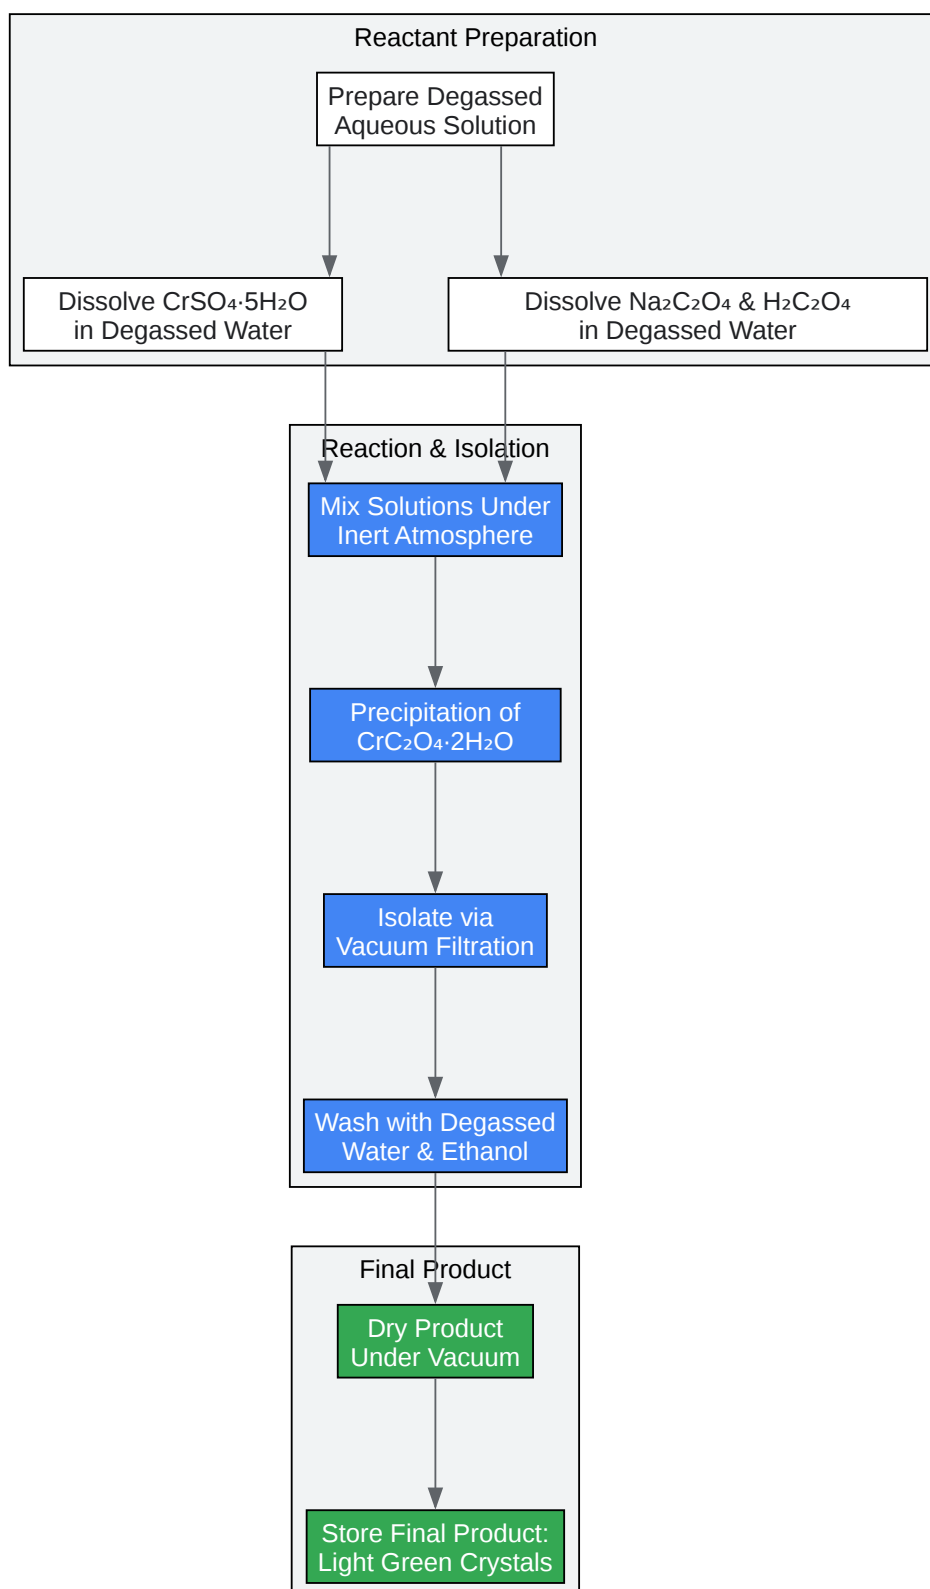 Reactant Preparation
Prepare Degassed
Aqueous Solution
Dissolve CrSO₄·5H₂O
in Degassed Water
Dissolve Na₂C₂O₄ & H₂C₂O₄
in Degassed Water
Reaction & Isolation
Mix Solutions Under
Inert Atmosphere
Precipitation of
CrC₂O₄·2H₂O
Isolate via
Vacuum Filtration
Wash with Degassed
Water & Ethanol
Final Product
Dry Product
Under Vacuum
Store Final Product:
Light Green Crystals